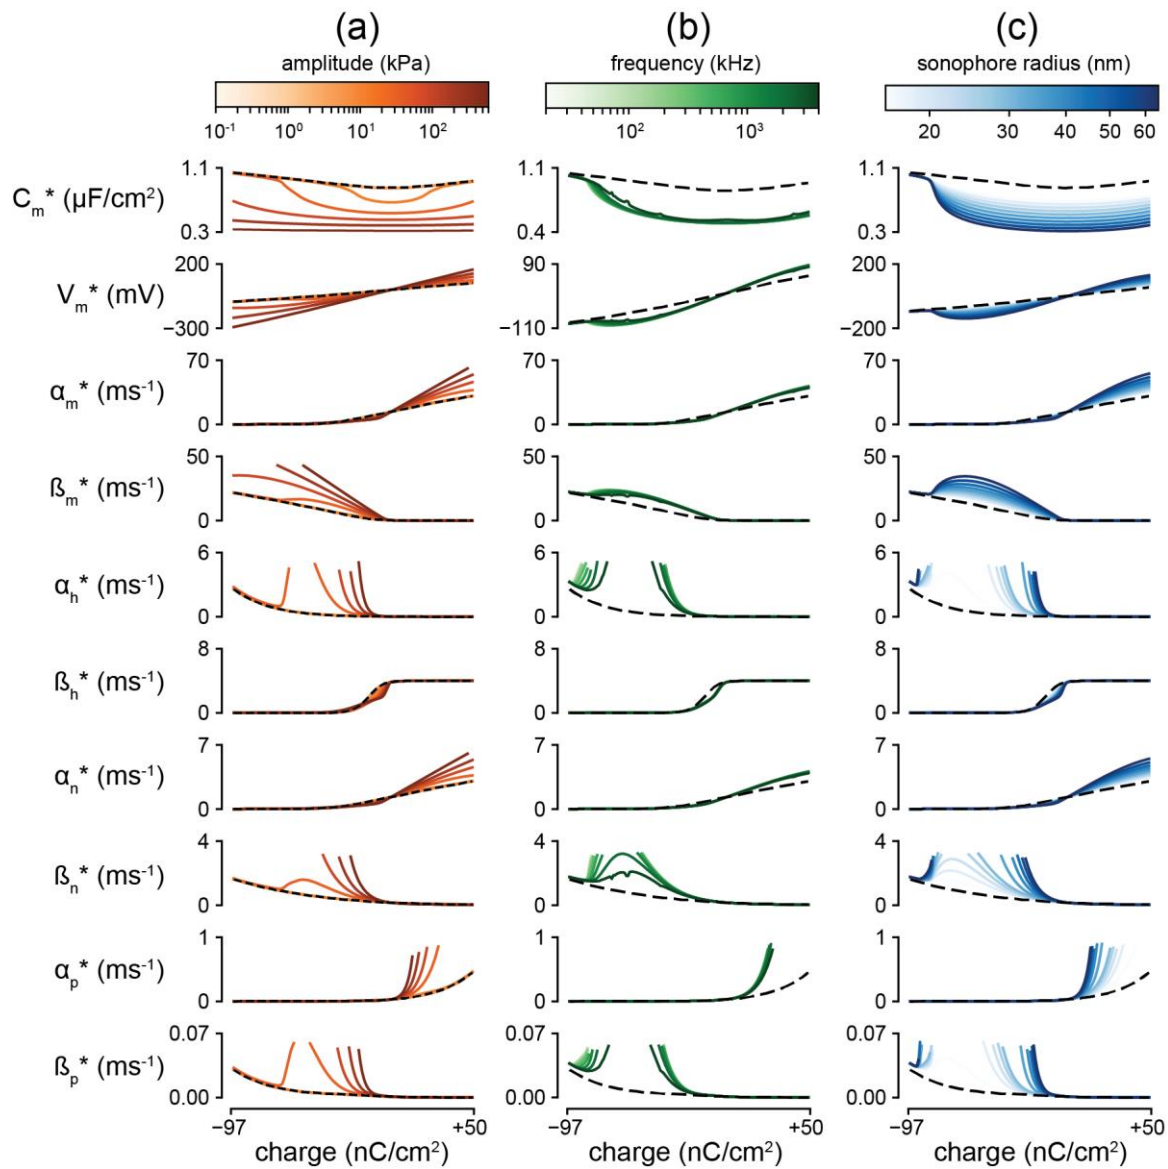 (a) (b) (c)
amplitude (kPa) frequency (kHz) sonophore radius (nm)
10⁻¹ 10⁰ 10¹ 10² 10² 10³ 20 30 40 50 60
1.1 1.1 1.1
Cₘ* (µF/cm²)
0.3 0.4 0.3
200 90 200
Vₘ* (mV)
−300 −110 −200
70 70 70
αₘ* (ms⁻¹)
0 0 0
50 50 50
ßₘ* (ms⁻¹)
0 0 0
6 6 6
αₕ* (ms⁻¹)
0 0 0
8 8 8
ßₕ* (ms⁻¹)
0 0 0
7 7 7
αₙ* (ms⁻¹)
0 0 0
4 4 4
ßₙ* (ms⁻¹)
0 0 0
1 1 1
αₚ* (ms⁻¹)
0 0 0
0.07 0.07 0.07
ßₚ* (ms⁻¹)
0.00 0.00 0.00
−97 +50 −97 +50 −97 +50
charge (nC/cm²) charge (nC/cm²) charge (nC/cm²)